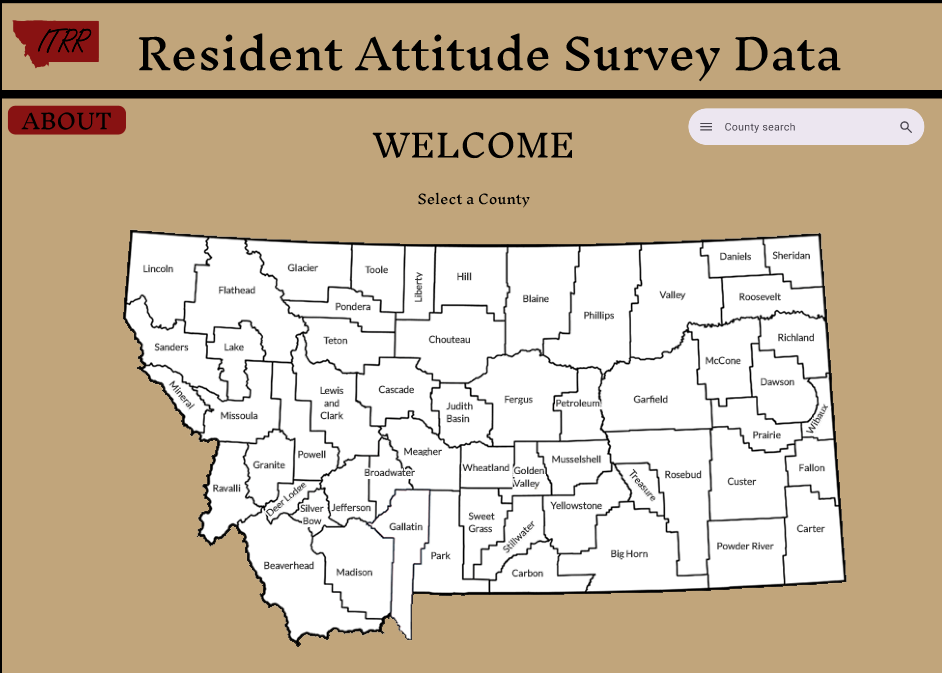 ITRR
Resident Attitude Survey Data
ABOUT
WELCOME
County search
Select a County
Lincoln
Flathead
Glacier
Toole
Liberty
Hill
Blaine
Phillips
Valley
Daniels
Sheridan
Roosevelt
Pondera
Sanders
Lake
Teton
Chouteau
McCone
Richland
Mineral
Missoula
Lewis
and
Clark
Cascade
Judith
Basin
Fergus
Petroleum
Garfield
Dawson
Wibaux
Prairie
Granite
Powell
Broadwater
Meagher
Wheatland
Golden
Valley
Musselshell
Treasure
Rosebud
Custer
Fallon
Ravalli
Deer Lodge
Silver
Bow
Jefferson
Gallatin
Park
Sweet
Grass
Stillwater
Yellowstone
Big Horn
Powder River
Carter
Beaverhead
Madison
Carbon